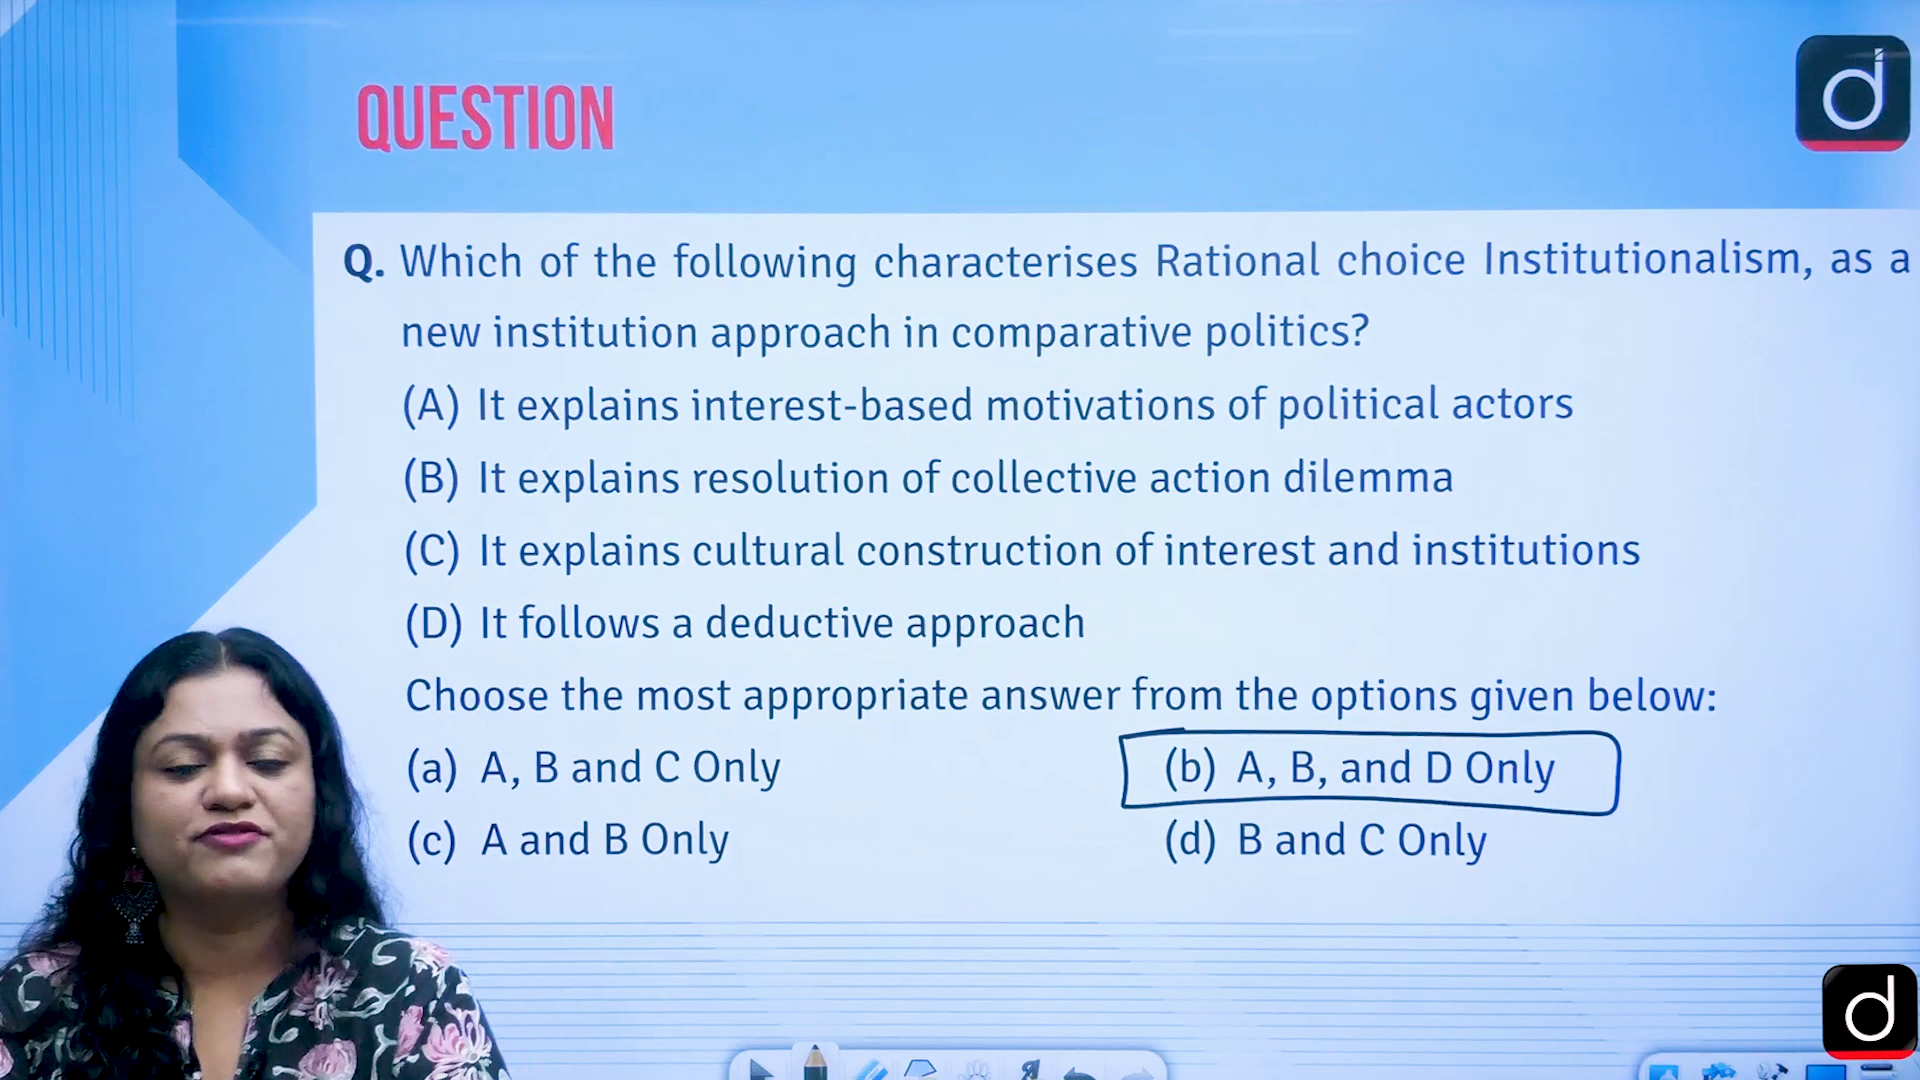 d
QUESTION
Q. Which of the following characterises Rational choice Institutionalism, as a
new institution approach in comparative politics?
(A) It explains interest-based motivations of political actors
(B) It explains resolution of collective action dilemma
(C) It explains cultural construction of interest and institutions
(D) It follows a deductive approach
Choose the most appropriate answer from the options given below:
(a) A, B and C Only (b) A, B, and D Only
(c) A and B Only (d) B and C Only
d